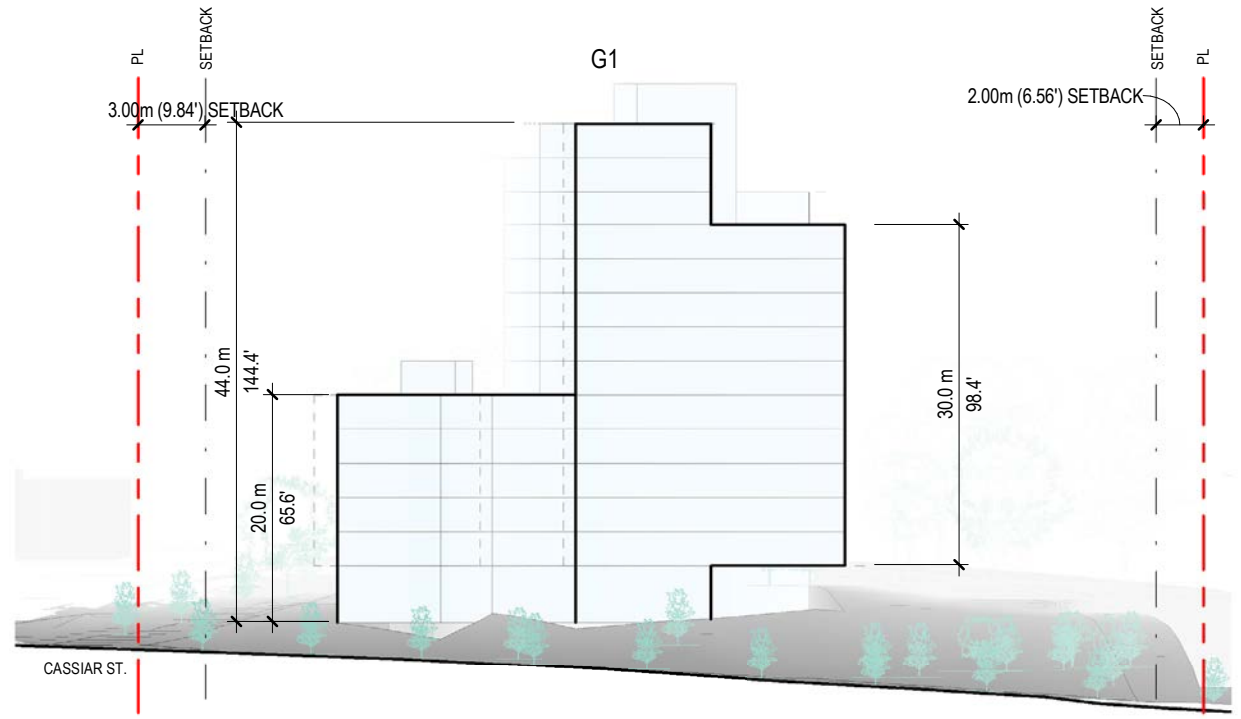 PL
SETBACK
G1
SETBACK
PL
3.00m (9.84') SETBACK
2.00m (6.56') SETBACK
44.0 m
144.4'
30.0 m
98.4'
20.0 m
65.6'
CASSIAR ST.